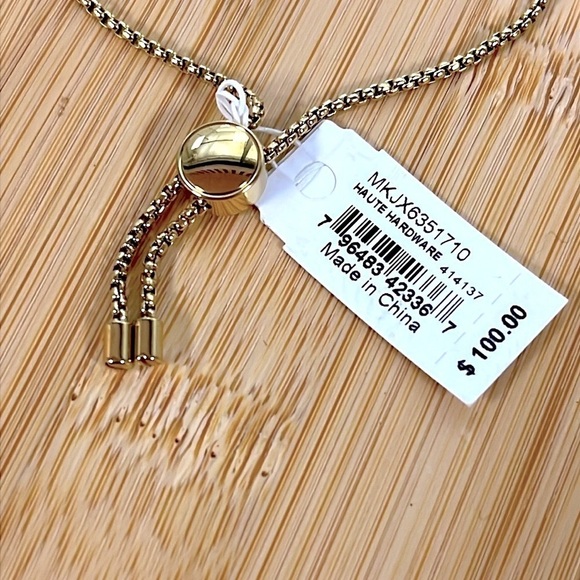 MKJX6351710
HAUTE HARDWARE 414137
7 96483 42336 7
Made in China
$100.00